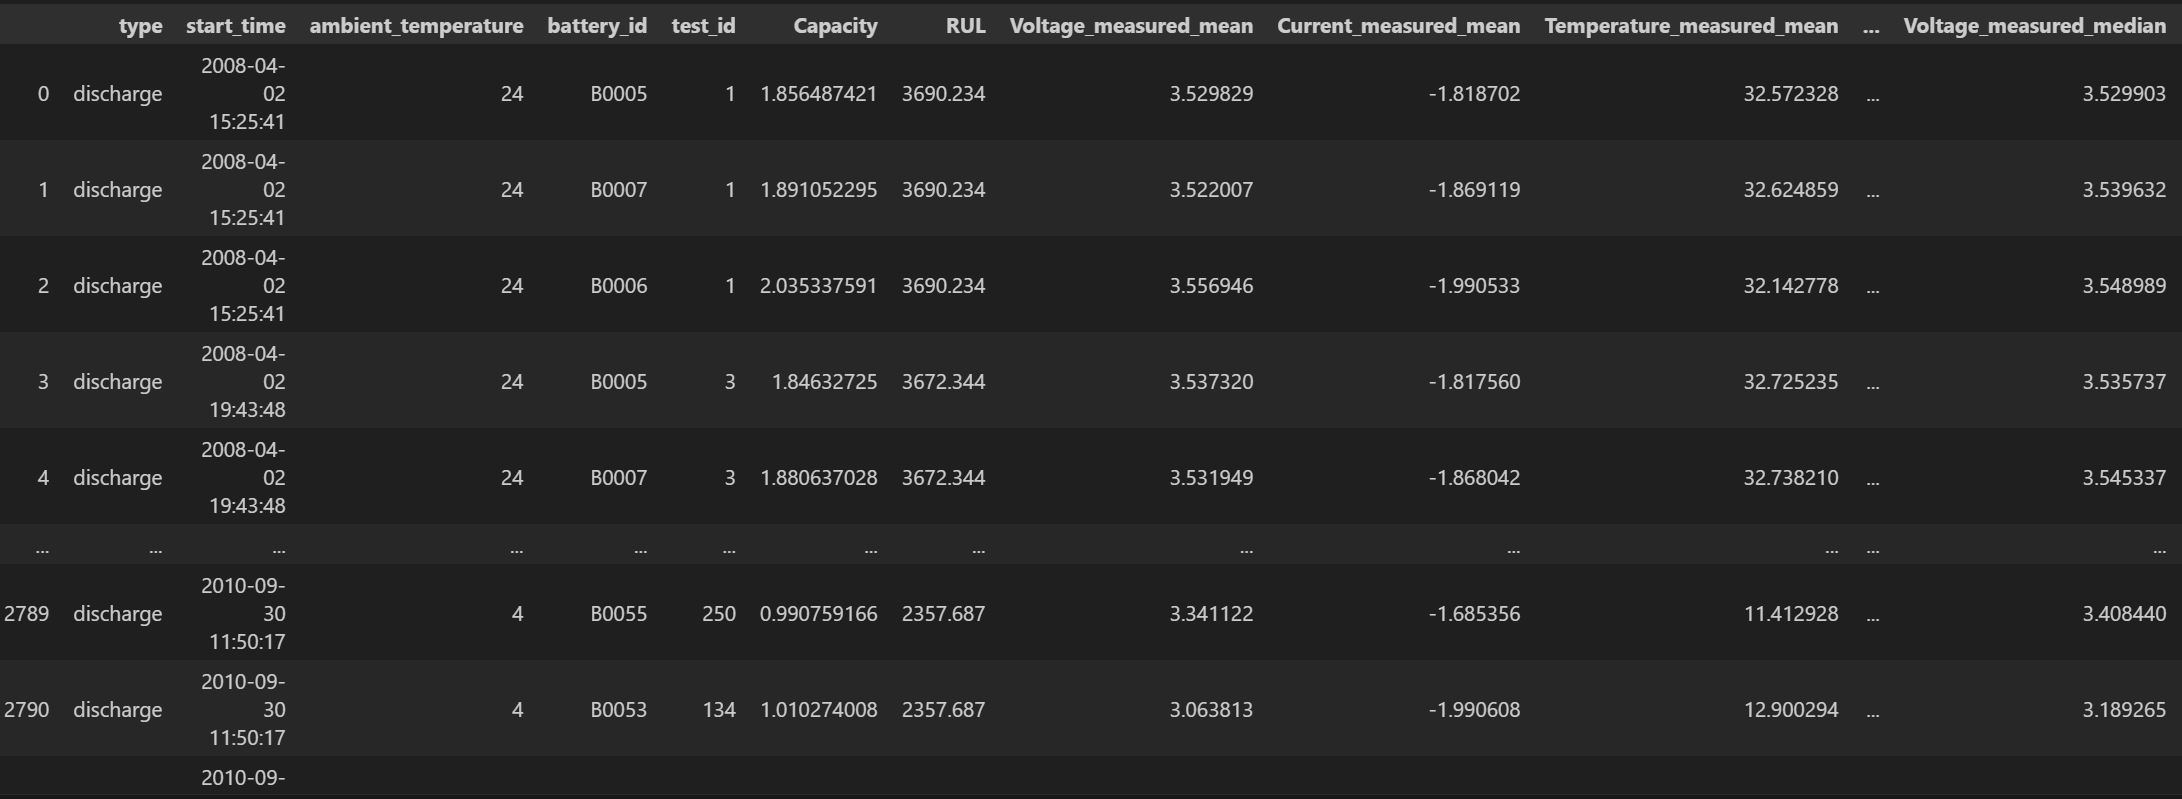 type start_time ambient_temperature battery_id test_id Capacity RUL Voltage_measured_mean Current_measured_mean Temperature_measured_mean ... Voltage_measured_median
2008-04-
0 discharge 02 24 B0005 1 1.856487421 3690.234 3.529829 -1.818702 32.572328 ... 3.529903
15:25:41
2008-04-
1 discharge 02 24 B0007 1 1.891052295 3690.234 3.522007 -1.869119 32.624859 ... 3.539632
15:25:41
2008-04-
2 discharge 02 24 B0006 1 2.035337591 3690.234 3.556946 -1.990533 32.142778 ... 3.548989
15:25:41
2008-04-
3 discharge 02 24 B0005 3 1.84632725 3672.344 3.537320 -1.817560 32.725235 ... 3.535737
19:43:48
2008-04-
4 discharge 02 24 B0007 3 1.880637028 3672.344 3.531949 -1.868042 32.738210 ... 3.545337
19:43:48
... ... ... ... ... ... ... ... ... ... ... ... ...
2010-09-
2789 discharge 30 4 B0055 250 0.990759166 2357.687 3.341122 -1.685356 11.412928 ... 3.408440
11:50:17
2010-09-
2790 discharge 30 4 B0053 134 1.010274008 2357.687 3.063813 -1.990608 12.900294 ... 3.189265
11:50:17
2010-09-